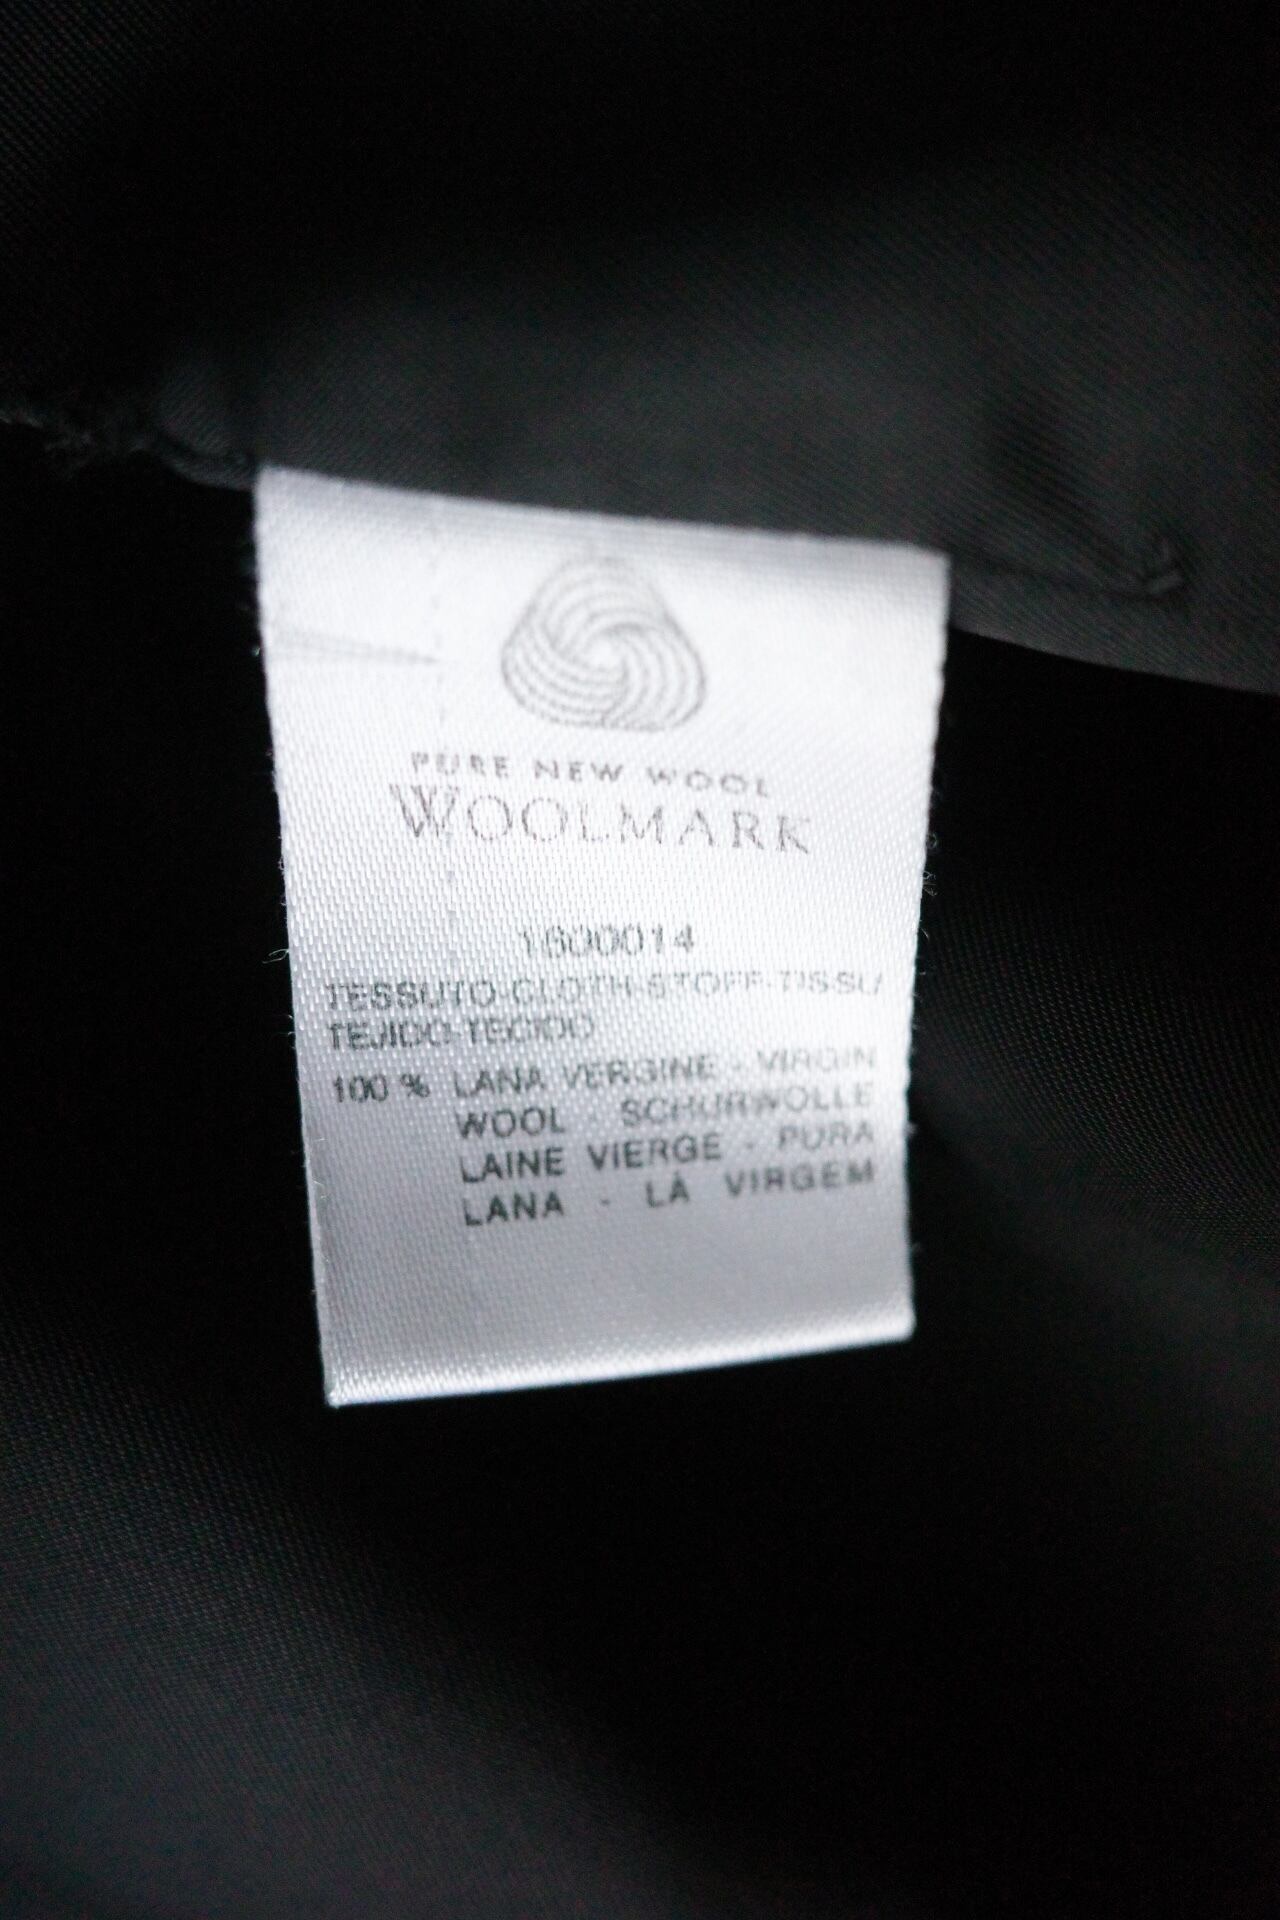 PURE NEW WOOL
WOOLMARK
1600014
TESSUTO-CLOTH-STOFF-TISSU
TEJIDO-TECIDO
100 % LANA VERGINE - VIRGIN
WOOL - SCHURWOLLE
LAINE VIERGE - PURA
LANA - LÀ VIRGEM